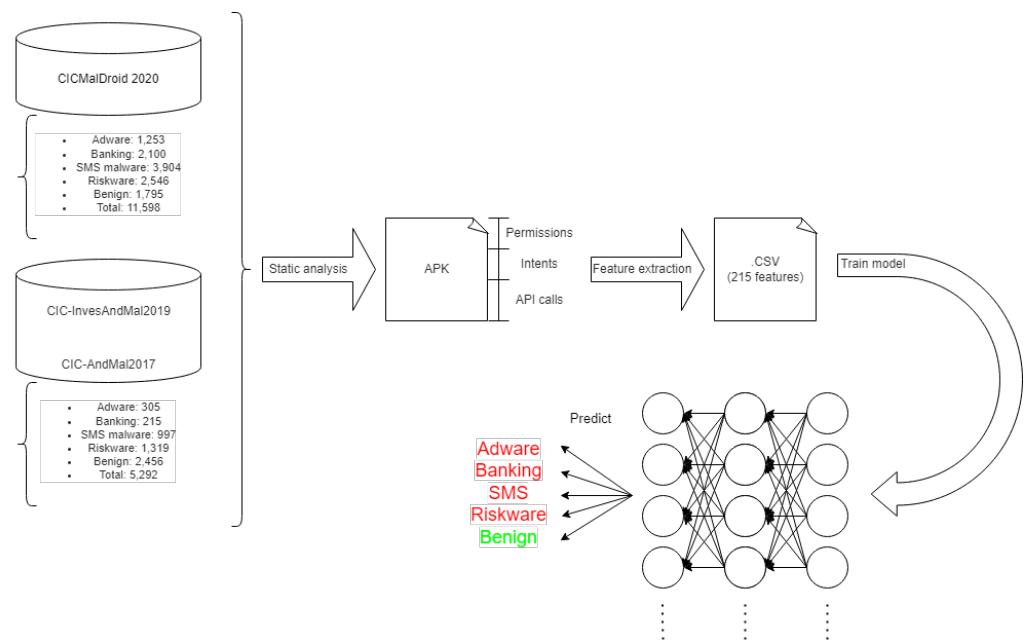 CICMalDroid 2020
• Adware: 1,253
• Banking: 2,100
• SMS malware: 3,904
• Riskware: 2,546
• Benign: 1,795
• Total: 11,598
CIC-InvesAndMal2019
CIC-AndMal2017
• Adware: 305
• Banking: 215
• SMS malware: 997
• Riskware: 1,319
• Benign: 2,456
• Total: 5,292
Static analysis
APK
Permissions
Intents
API calls
Feature extraction
.CSV
(215 features)
Train model
Predict
Adware
Banking
SMS
Riskware
Benign